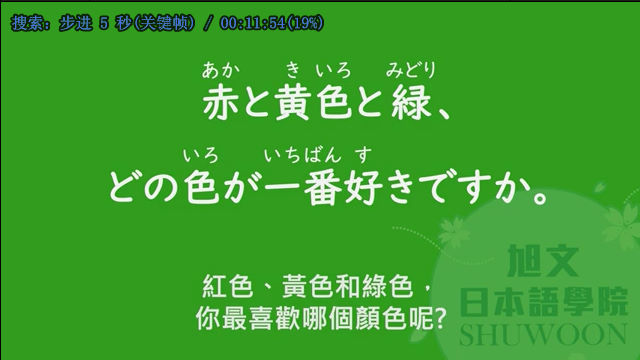 搜索: 步进 5 秒(关键帧) / 00:11:54(19%)
あか き いろ みどり
赤と黄色と緑、
いろ いちばん す
どの色が一番好きですか。
紅色、黃色和綠色，
你最喜歡哪個顏色呢?
旭文
日本語學院
SHUWOON